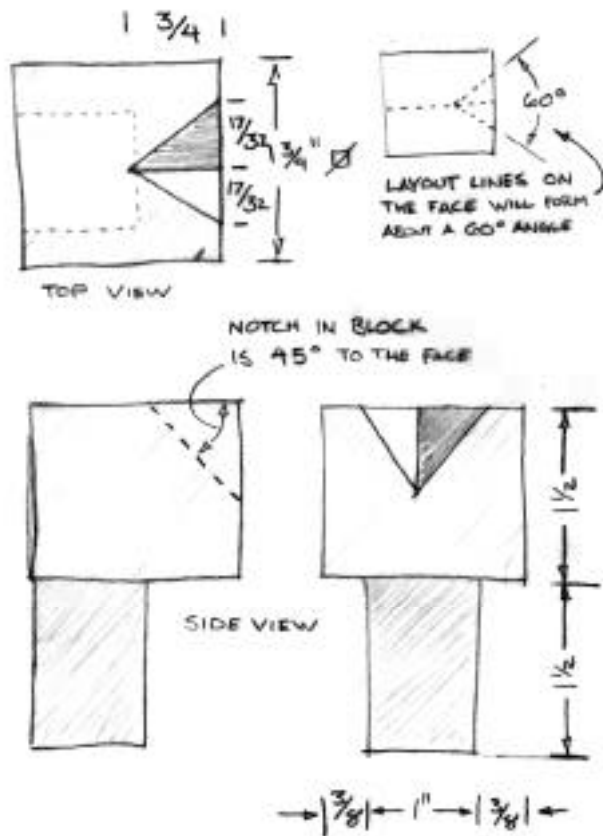 3/4
17/32
1 3/4"
17/32
TOP VIEW
60°
LAYOUT LINES ON
THE FACE WILL FORM
ABOUT A 60° ANGLE
NOTCH IN BLOCK
IS 45° TO THE FACE
1 1/2
SIDE VIEW
1 1/2
3/8 1" 3/8